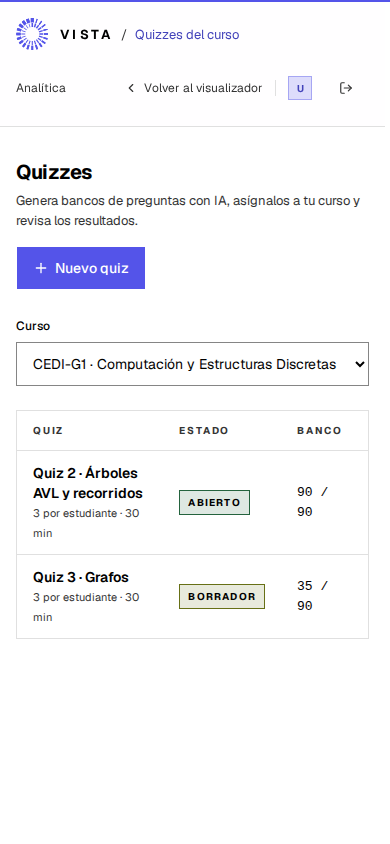 VISTA / Quizzes del curso
Analítica
Volver al visualizador
U
Quizzes
Genera bancos de preguntas con IA, asígnalos a tu curso y
revisa los resultados.
+ Nuevo quiz
Curso
CEDI-G1 · Computación y Estructuras Discretas
QUIZ ESTADO BANCO
Quiz 2 · Árboles
AVL y recorridos
3 por estudiante · 30
min
ABIERTO
90 /
90
Quiz 3 · Grafos
3 por estudiante · 30
min
BORRADOR
35 /
90